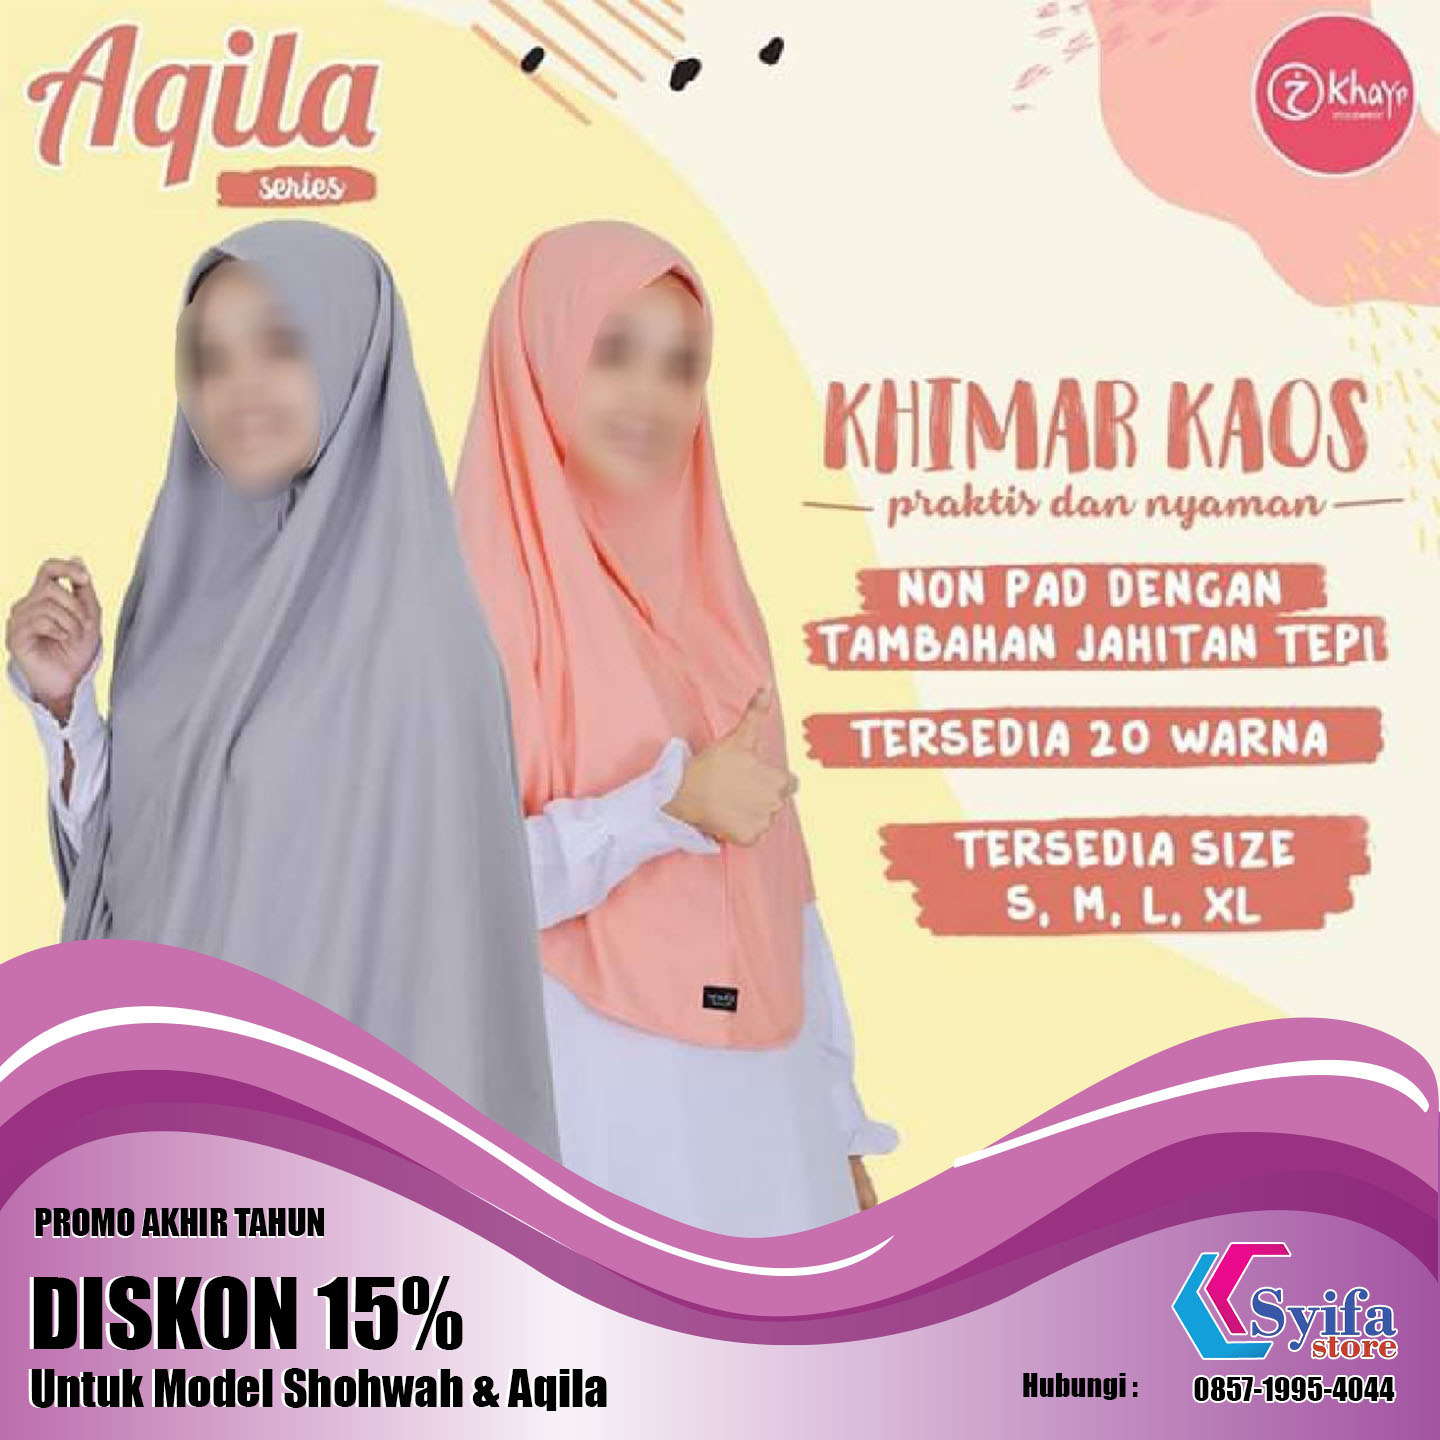 Aqila
series
Khayr
KHIMAR KAOS
praktis dan nyaman
NON PAD DENGAN
TAMBAHAN JAHITAN TEPI
TERSEDIA 20 WARNA
TERSEDIA SIZE
S, M, L, XL
PROMO AKHIR TAHUN
DISKON 15%
Untuk Model Shohwah & Aqila
Syifa
store
Hubungi : 0857-1995-4044